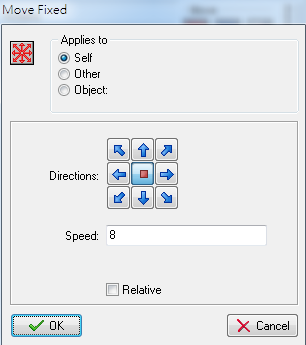 Move Fixed
Applies to
Self
Other
Object:
Directions:
Speed: 8
Relative
OK Cancel